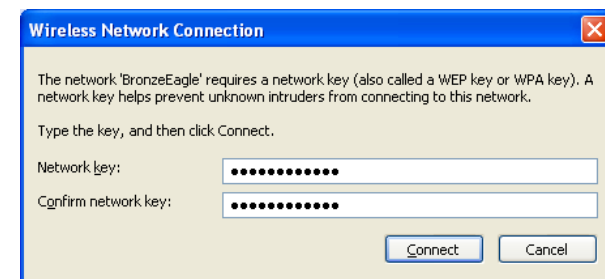 Wireless Network Connection
The network 'BronzeEagle' requires a network key (also called a WEP key or WPA key). A
network key helps prevent unknown intruders from connecting to this network.
Type the key, and then click Connect.
Network key: ●●●●●●●●●●●●
Confirm network key: ●●●●●●●●●●●●
Connect Cancel